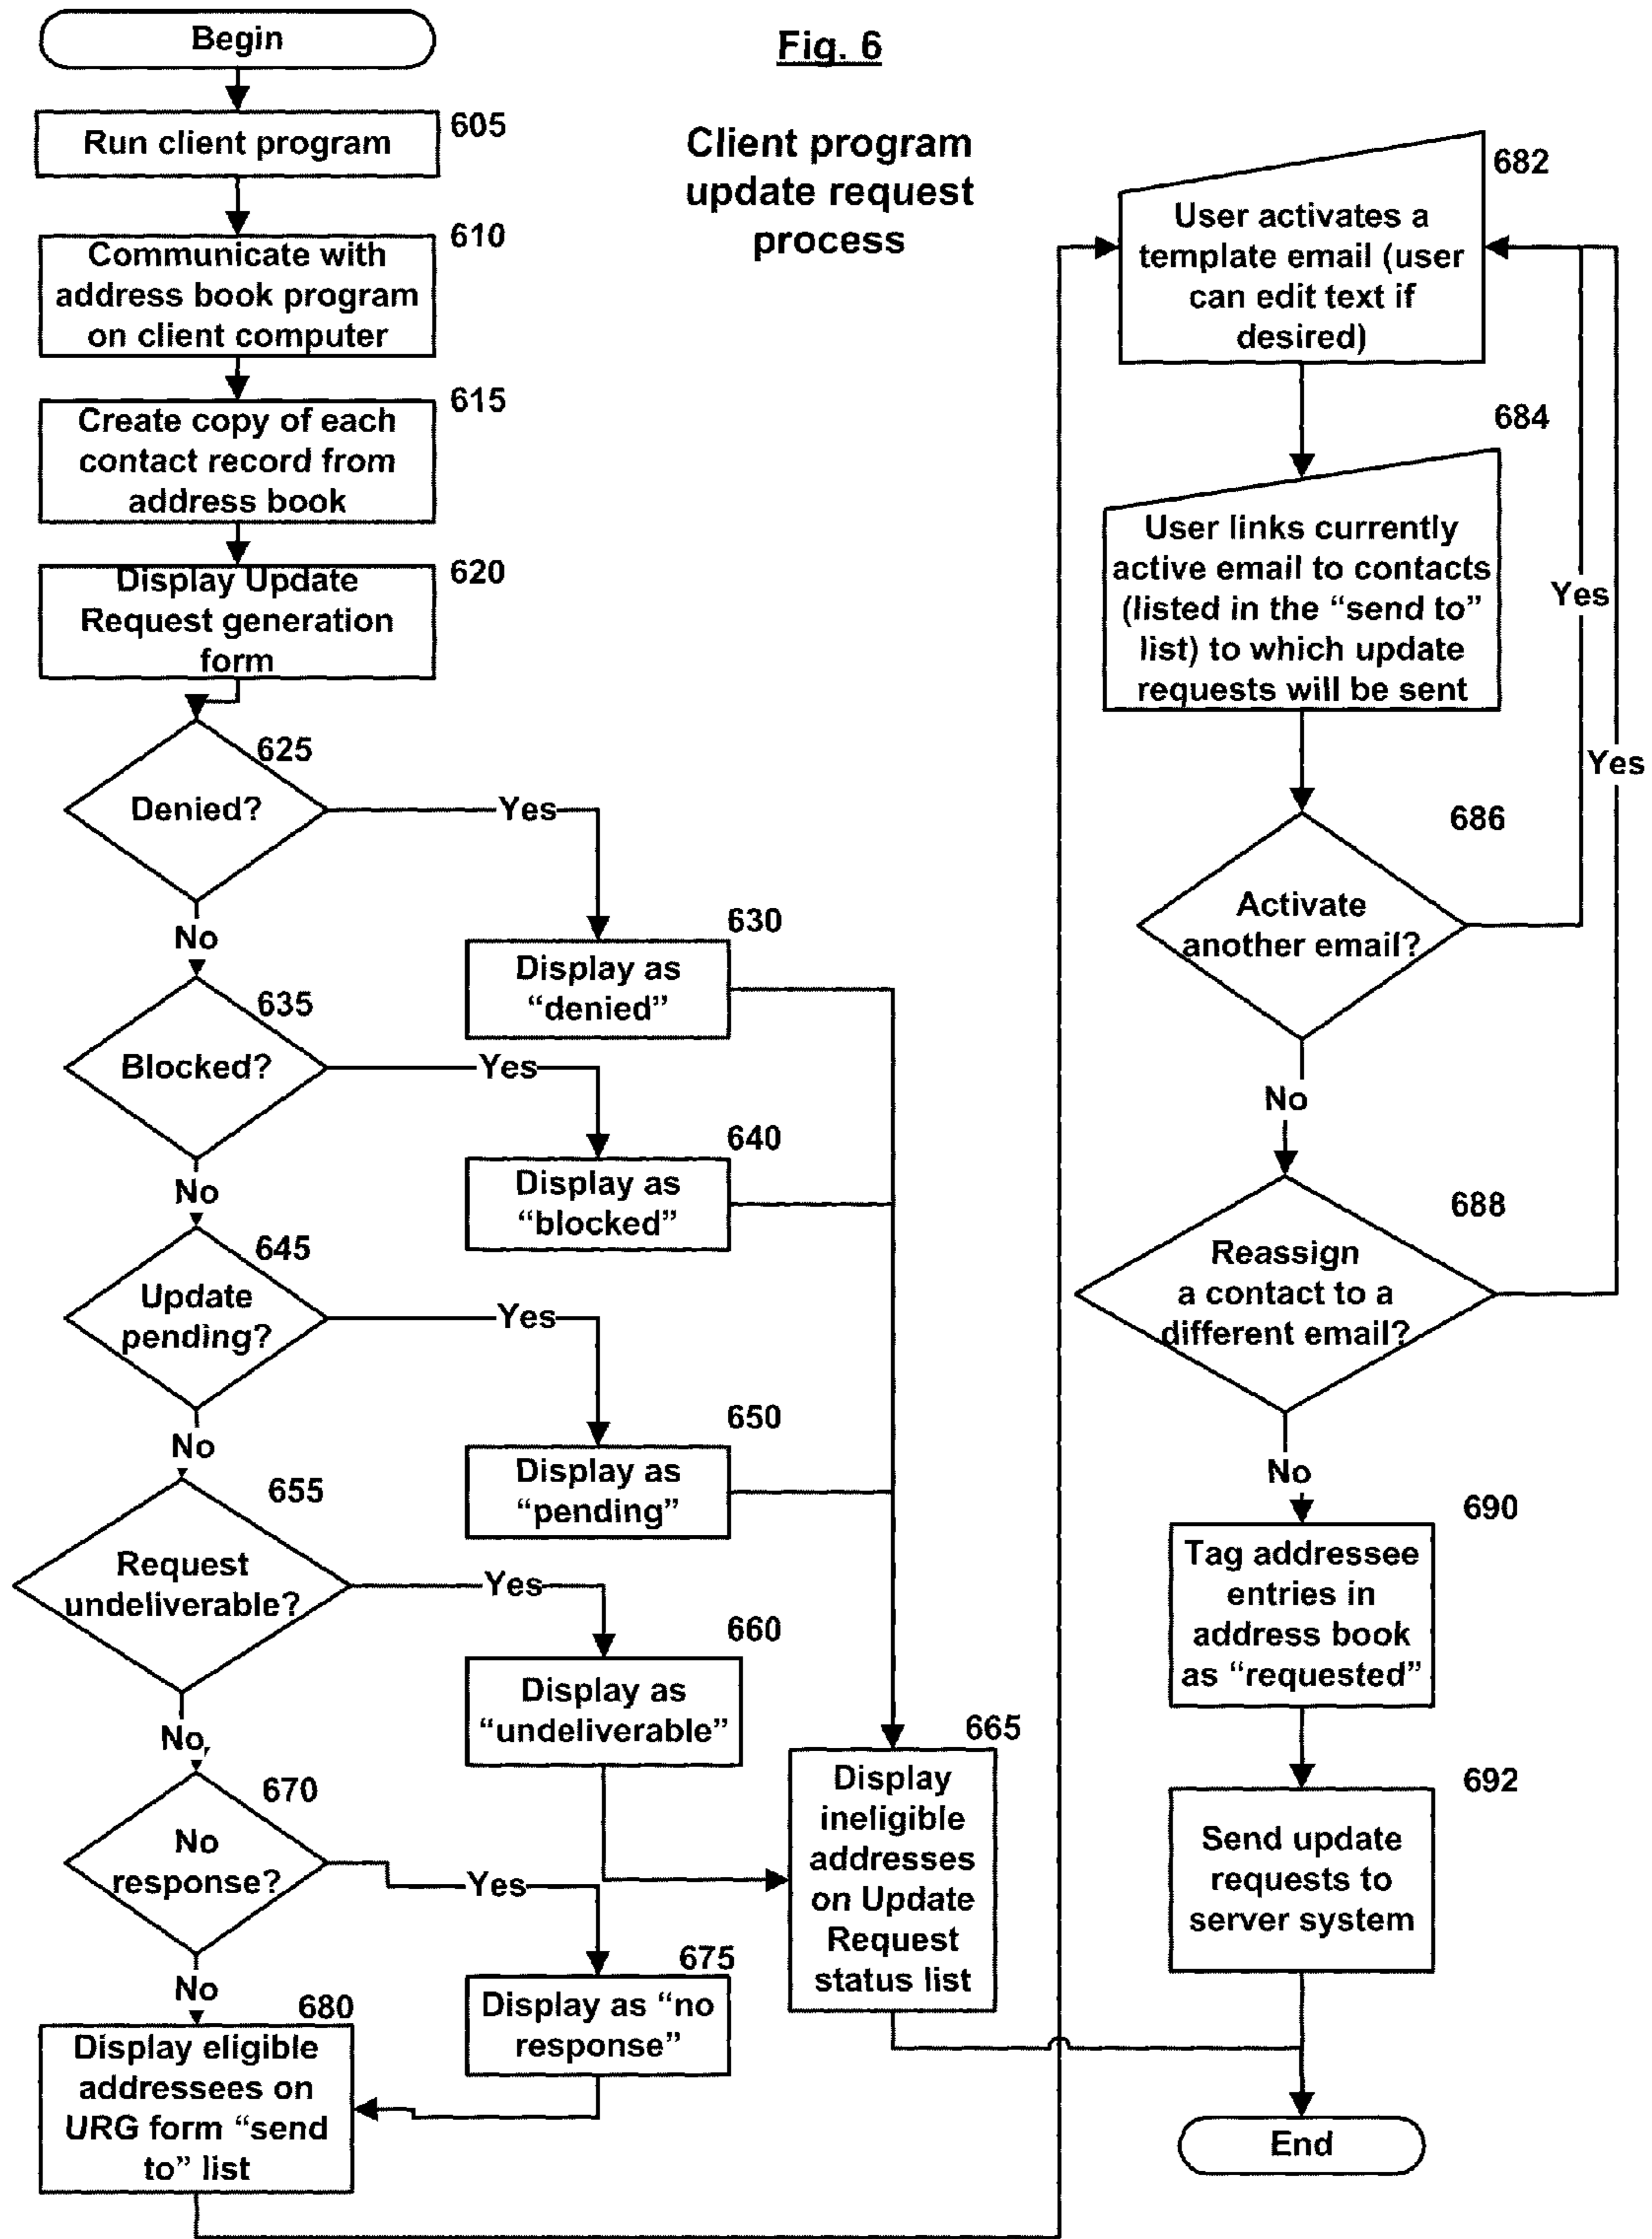 Begin
Fig. 6
Client program
update request
process
Run client program
605
Communicate with
address book program
on client computer
610
Create copy of each
contact record from
address book
615
Display Update
Request generation
form
620
Denied?
625
Yes
No
Display as
“denied”
630
Blocked?
635
Yes
No
Display as
“blocked”
640
Update
pending?
645
Yes
No
Display as
“pending”
650
Request
undeliverable?
655
Yes
No
Display as
“undeliverable”
660
Display
ineligible
addresses
on Update
Request
status list
665
No
response?
670
Yes
No
Display as “no
response”
675
Display eligible
addressees on
URG form “send
to” list
680
User activates a
template email (user
can edit text if
desired)
682
User links currently
active email to contacts
(listed in the “send to”
list) to which update
requests will be sent
684
Activate
another email?
686
Yes
No
Reassign
a contact to a
different email?
688
Yes
No
Tag addressee
entries in
address book
as “requested”
690
Send update
requests to
server system
692
End